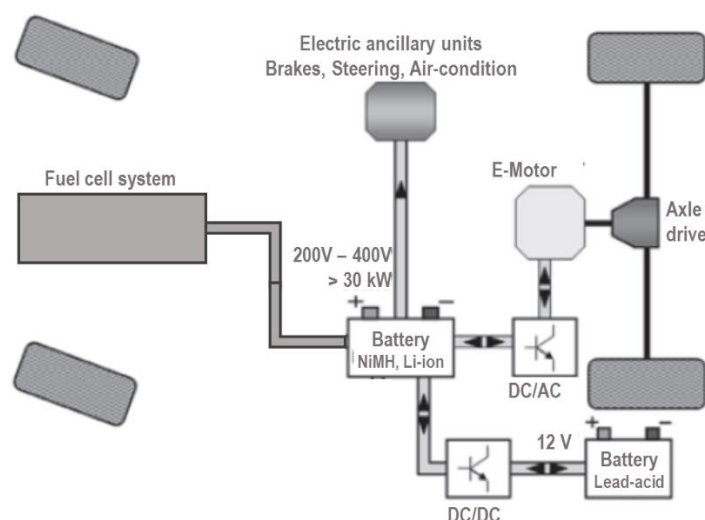 Electric ancillary units
Brakes, Steering, Air-condition
Fuel cell system
E-Motor
Axle
drive
200V – 400V
> 30 kW
+ −
Battery
NiMH, Li-ion
DC/AC
12 V
+ −
Battery
Lead-acid
DC/DC